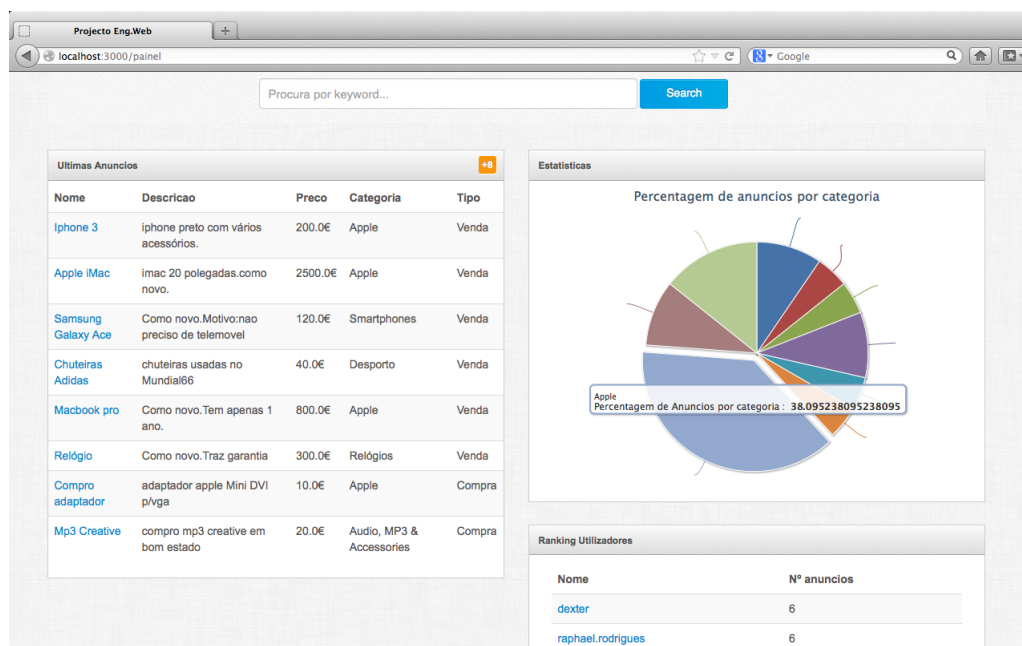 Projecto Eng.Web
localhost:3000/painel
Google
Procura por keyword...
Search
Ultimas Anuncios
+8
Nome Descricao Preco Categoria Tipo
Iphone 3 iphone preto com vários 200.0€ Apple Venda
acessórios.
Apple iMac imac 20 polegadas.como 2500.0€ Apple Venda
novo.
Samsung Como novo.Motivo:nao 120.0€ Smartphones Venda
Galaxy Ace preciso de telemovel
Chuteiras chuteiras usadas no 40.0€ Desporto Venda
Adidas Mundial66
Macbook pro Como novo.Tem apenas 1 800.0€ Apple Venda
ano.
Relógio Como novo.Traz garantia 300.0€ Relógios Venda
Compro adaptador apple Mini DVI 10.0€ Apple Compra
adaptador p/vga
Mp3 Creative compro mp3 creative em 20.0€ Audio, MP3 & Compra
bom estado Accessories
Estatisticas
Percentagem de anuncios por categoria
Apple
Percentagem de Anuncios por categoria : 38.095238095238095
Ranking Utilizadores
Nome Nº anuncios
dexter 6
raphael.rodrigues 6